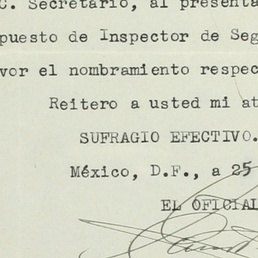 C. Secretario, al presenta
puesto de Inspector de Seg
vor el nombramiento respec
Reitero a usted mi at
SUFRAGIO EFECTIVO.
México, D.F., a 25
EL OFICIAL